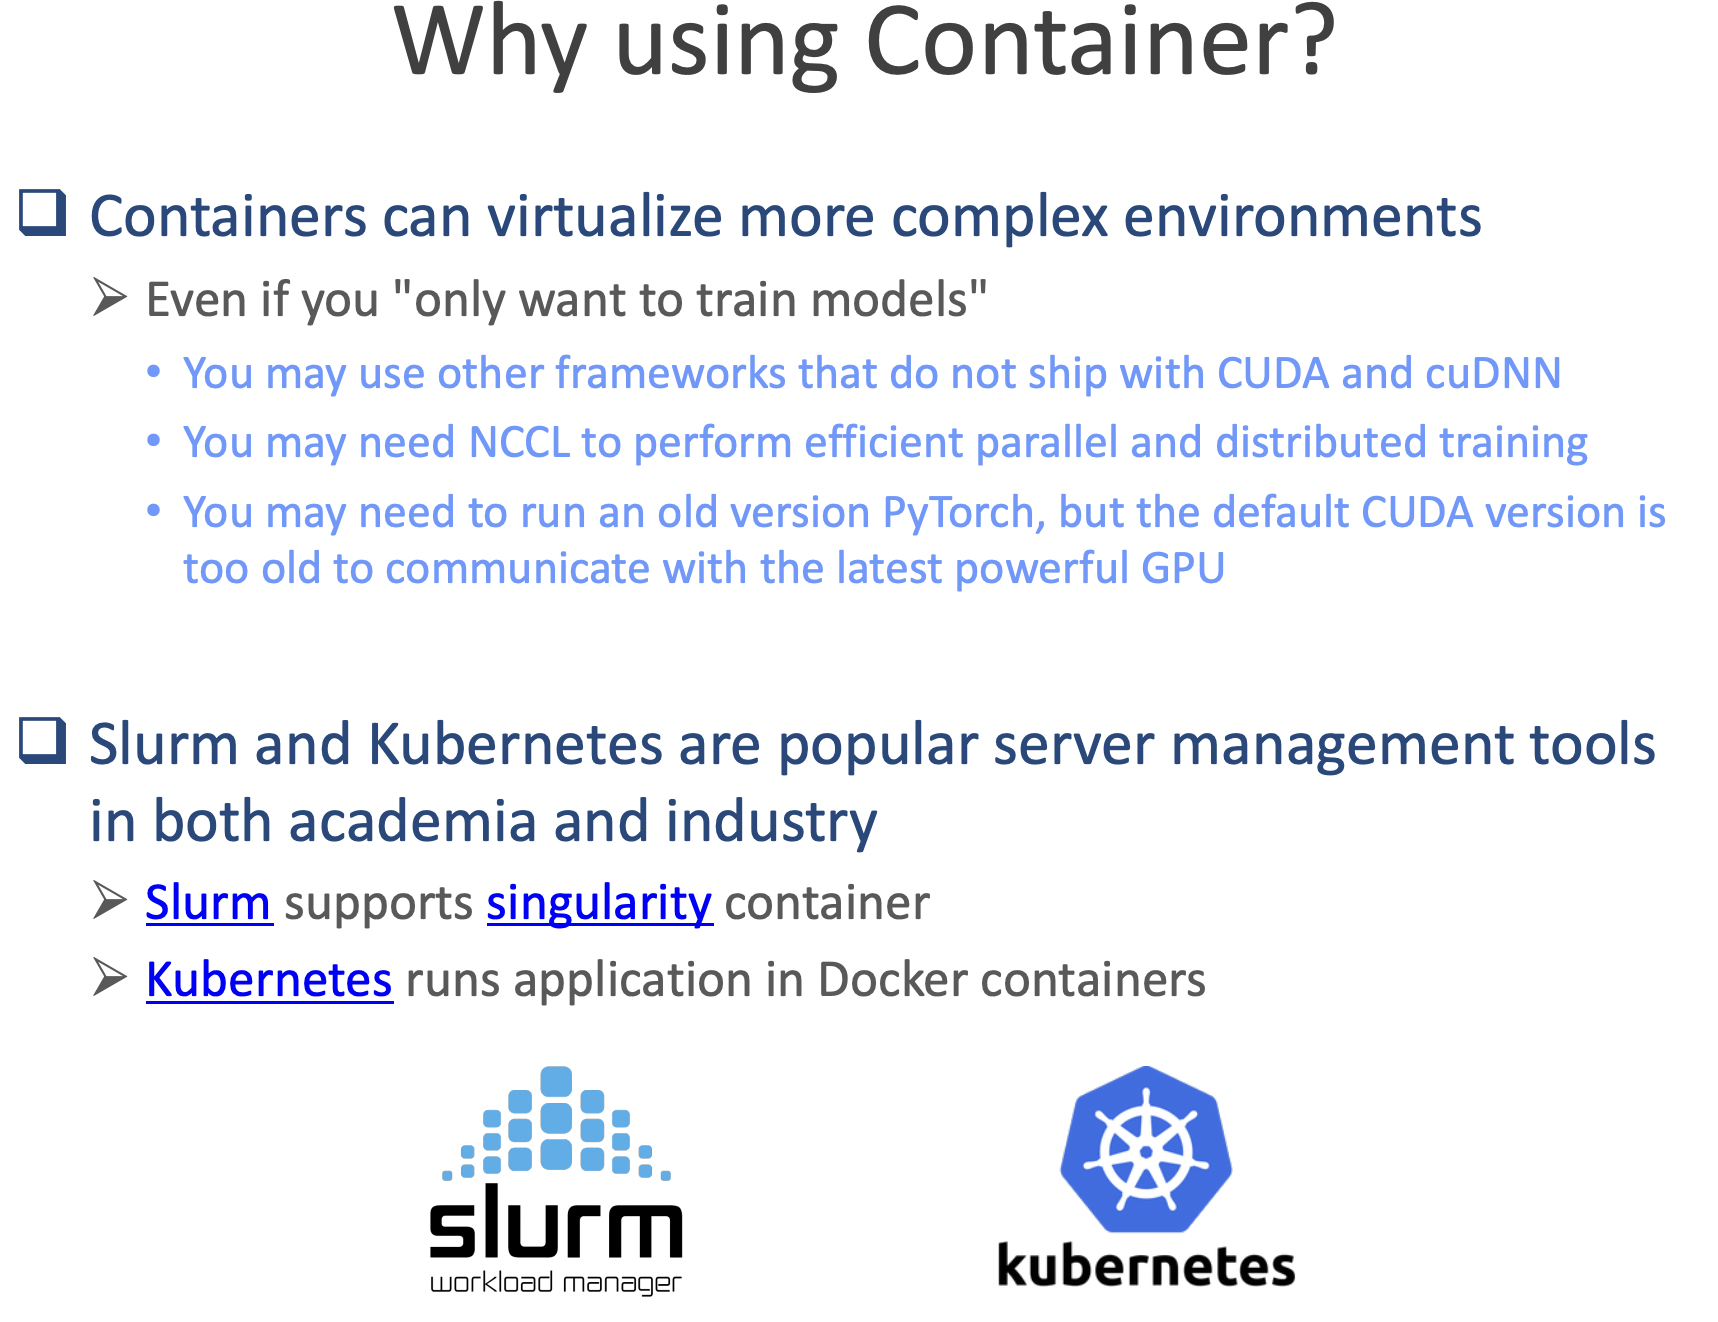 Why using Container?
Containers can virtualize more complex environments
Even if you "only want to train models"
You may use other frameworks that do not ship with CUDA and cuDNN
You may need NCCL to perform efficient parallel and distributed training
You may need to run an old version PyTorch, but the default CUDA version is
too old to communicate with the latest powerful GPU
Slurm and Kubernetes are popular server management tools
in both academia and industry
Slurm supports singularity container
Kubernetes runs application in Docker containers
slurm
workload manager
kubernetes